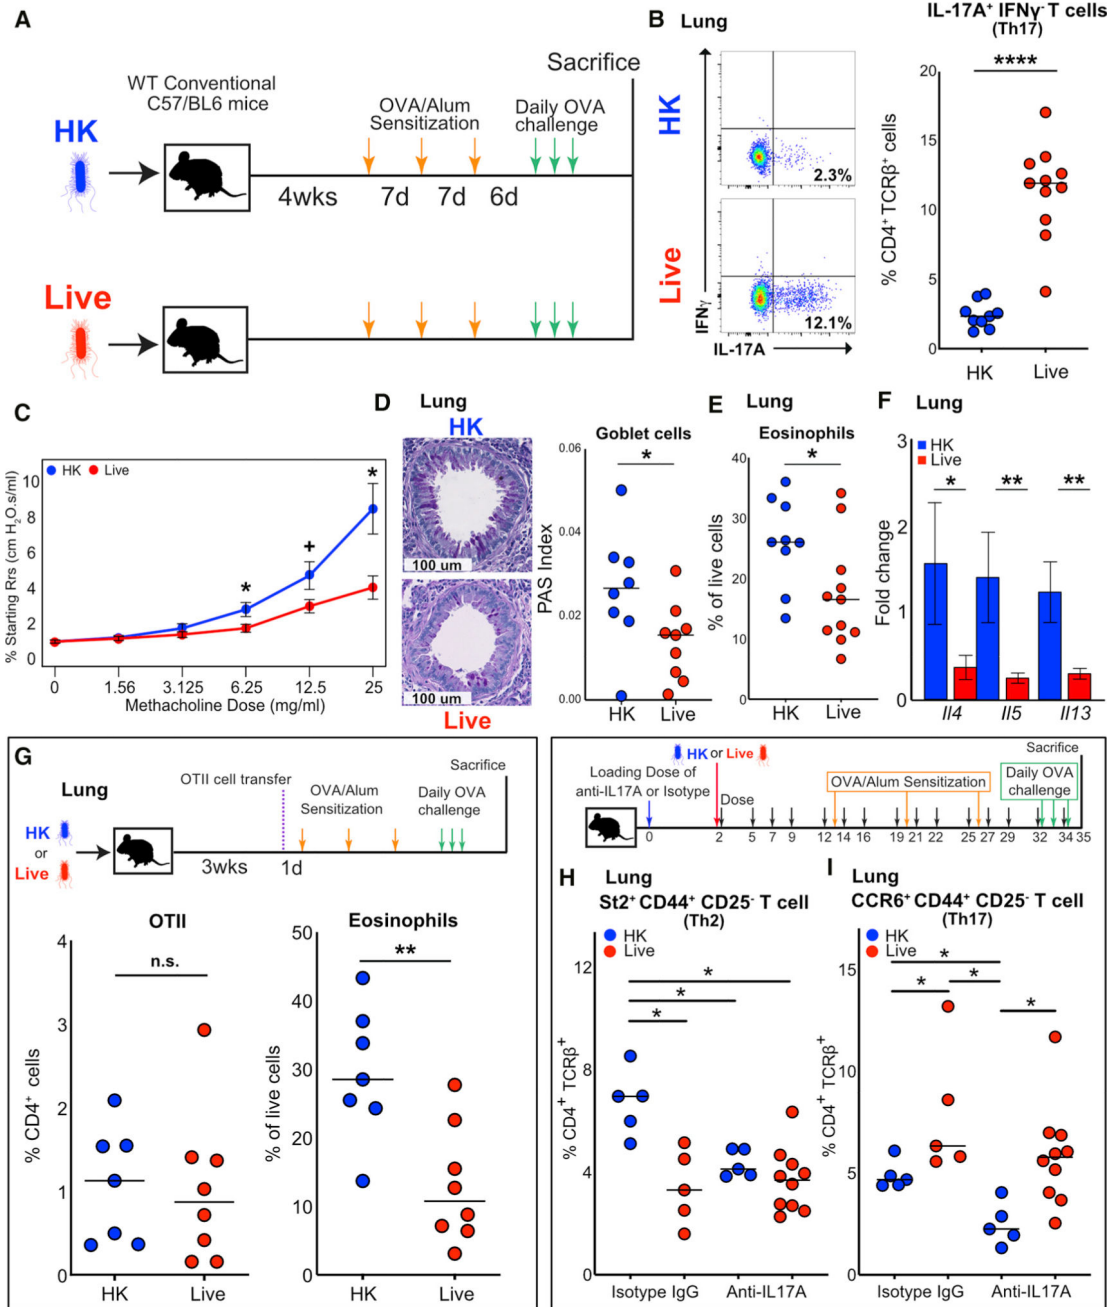 A
WT Conventional
C57/BL6 mice
HK
Live
OVA/Alum
Sensitization
Daily OVA
challenge
Sacrifice
4wks 7d 7d 6d
B Lung
HK
Live
2.3%
12.1%
IFNγ
IL-17A
IL-17A⁺ IFNγ⁻ T cells
(Th17)
****
% CD4⁺ TCRβ⁺ cells
20
15
10
5
0
HK Live
C
HK Live
% Starting Rrs (cm H₂O.s/ml)
10
8
6
4
2
0
* + *
0 1.56 3.125 6.25 12.5 25
Methacholine Dose (mg/ml)
D Lung
HK
100 um
100 um
Live
Goblet cells
*
PAS Index
0.06
0.04
0.02
0.00
HK Live
E Lung
Eosinophils
*
% of live cells
40
30
20
10
0
HK Live
F Lung
HK
Live
* ** **
Fold change
3
2
1
0
Il4 Il5 Il13
G
Lung
HK
or
Live
OTII cell transfer
OVA/Alum
Sensitization
Daily OVA
challenge
Sacrifice
3wks 1d
OTII
n.s.
% CD4⁺ cells
4
3
2
1
0
HK Live
Eosinophils
**
% of live cells
50
40
30
20
10
0
HK Live
HK or Live
Sacrifice
Loading Dose of
anti-IL17A or Isotype
Dose
OVA/Alum Sensitization
Daily OVA
challenge
0 2 5 7 9 12 14 16 19 21 22 25 27 29 32 34 35
H Lung
St2⁺ CD44⁺ CD25⁻ T cell
(Th2)
HK
Live
*
*
*
% CD4⁺ TCRβ⁺
12
8
4
0
Isotype IgG Anti-IL17A
I Lung
CCR6⁺ CD44⁺ CD25⁻ T cell
(Th17)
HK
Live
*
* *
*
% CD4⁺ TCRβ⁺
15
10
5
0
Isotype IgG Anti-IL17A